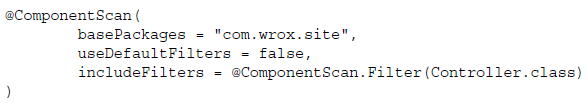 @ComponentScan(
        basePackages = "com.wrox.site",
        useDefaultFilters = false,
        includeFilters = @ComponentScan.Filter(Controller.class)
)